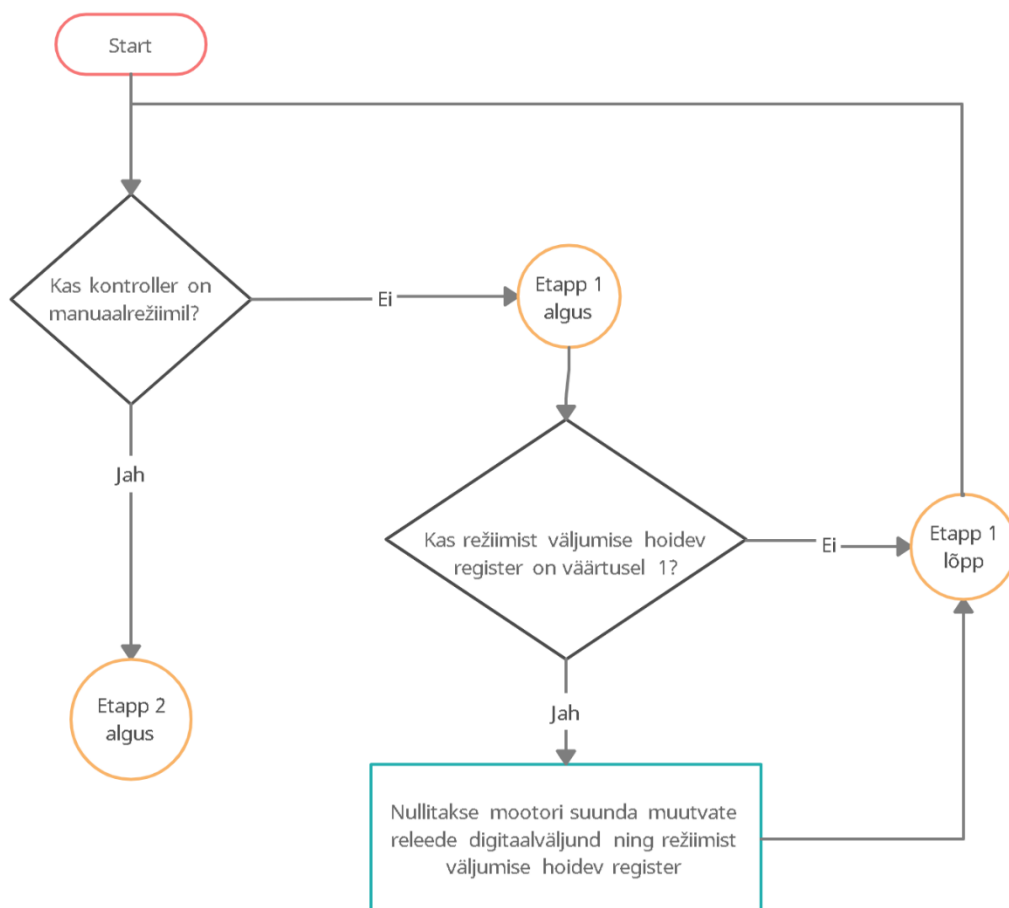 Start
Kas kontroller on
manuaalrežiimil?
Ei
Etapp 1
algus
Jah
Kas režiimist väljumise hoidev
register on väärtusel 1?
Ei
Etapp 1
lõpp
Etapp 2
algus
Jah
Nullitakse mootori suunda muutvate
releede digitaalväljund ning režiimist
väljumise hoidev register